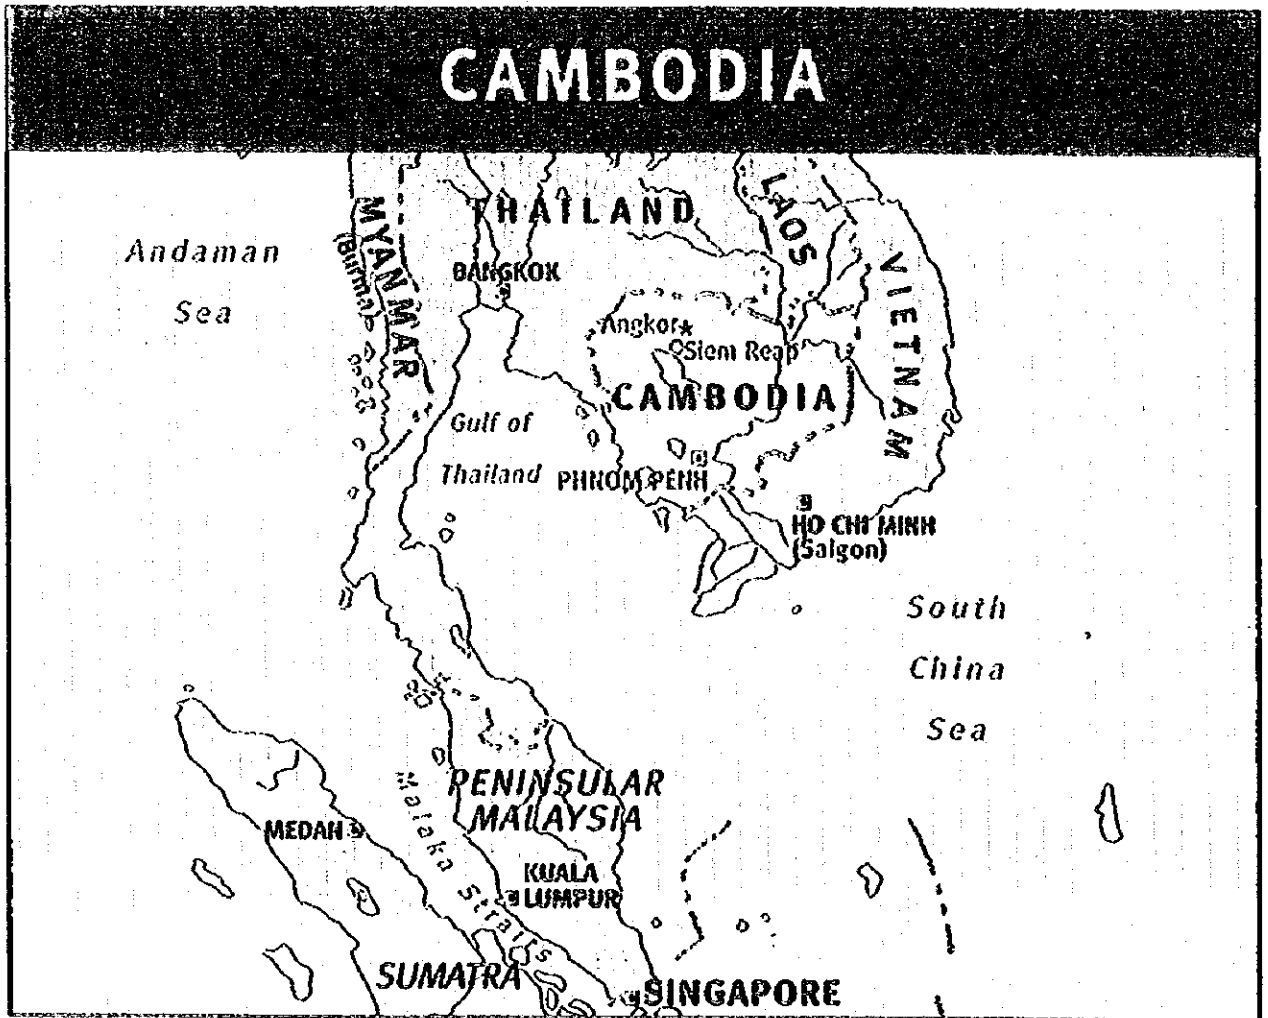 CAMBODIA
THAILAND
LAOS
VIETNAM
MYANMAR
(Burma)
Andaman
Sea
BANGKOK
Angkor
Siem Reap
CAMBODIA
Gulf of
Thailand
PHNOM PENH
HO CHI MINH
(Saigon)
South
China
Sea
PENINSULAR
MALAYSIA
Malaka Straits
MEDAN
KUALA
LUMPUR
SUMATRA
SINGAPORE